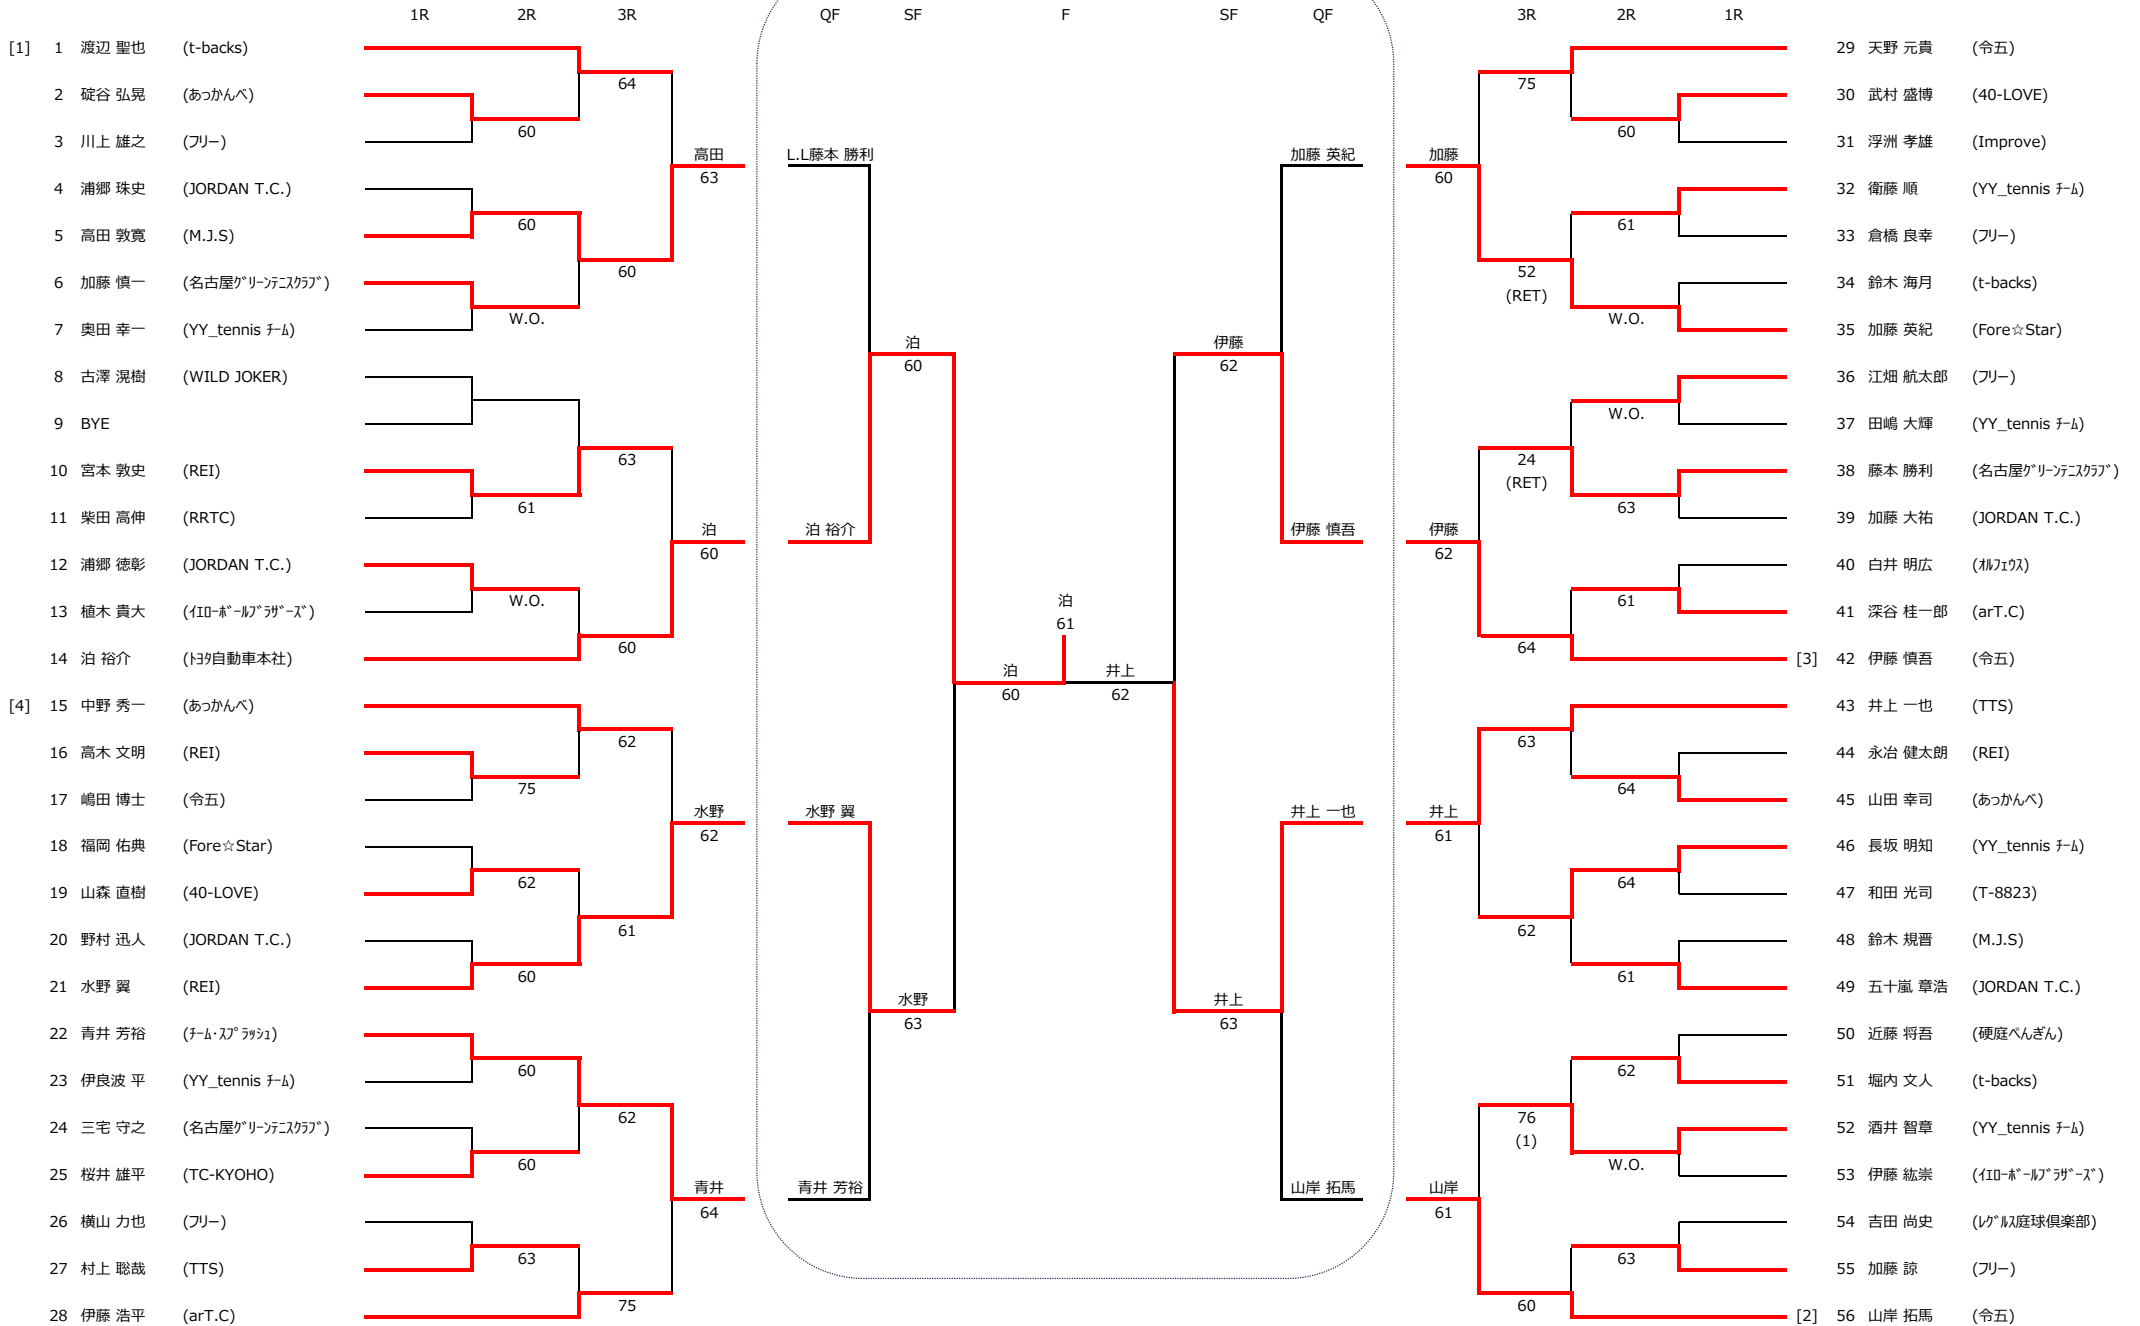 1R 2R 3R QF SF F SF QF 3R 2R 1R
[1] 1 渡辺 聖也 (t-backs)
2 碇谷 弘晃 (あっかんべ)
3 川上 雄之 (フリー)
4 浦郷 珠史 (JORDAN T.C.)
5 高田 敦寛 (M.J.S)
6 加藤 慎一 (名古屋ｸﾞﾘｰﾝﾃﾆｽｸﾗﾌﾞ)
7 奥田 幸一 (YY_tennis ﾁｰﾑ)
8 古澤 滉樹 (WILD JOKER)
9 BYE
10 宮本 敦史 (REI)
11 柴田 高伸 (RRTC)
12 浦郷 徳彰 (JORDAN T.C.)
13 植木 貴大 (ｲｴﾛｰﾎﾞｰﾙﾌﾞﾗｻﾞｰｽﾞ)
14 泊 裕介 (ﾄﾖﾀ自動車本社)
[4] 15 中野 秀一 (あっかんべ)
16 高木 文明 (REI)
17 嶋田 博士 (令五)
18 福岡 佑典 (Fore☆Star)
19 山森 直樹 (40-LOVE)
20 野村 迅人 (JORDAN T.C.)
21 水野 翼 (REI)
22 青井 芳裕 (ﾁｰﾑ･ｽﾌﾟﾗｯｼｭ)
23 伊良波 平 (YY_tennis ﾁｰﾑ)
24 三宅 守之 (名古屋ｸﾞﾘｰﾝﾃﾆｽｸﾗﾌﾞ)
25 桜井 雄平 (TC-KYOHO)
26 横山 力也 (フリー)
27 村上 聡哉 (TTS)
28 伊藤 浩平 (arT.C)
60
60
W.O.
61
W.O.
75
62
60
60
60
63
64
60
63
60
62
61
62
75
高田
63
泊
60
水野
62
青井
64
L.L藤本 勝利
泊 裕介
水野 翼
青井 芳裕
泊
60
水野
63
泊
60
泊
61
井上
62
伊藤
62
井上
63
加藤 英紀
伊藤 慎吾
井上 一也
山岸 拓馬
加藤
60
伊藤
62
井上
61
山岸
61
75
52
(RET)
24
(RET)
64
63
62
76
(1)
60
60
61
W.O.
W.O.
63
61
64
64
61
62
W.O.
63
29 天野 元貴 (令五)
30 武村 盛博 (40-LOVE)
31 浮洲 孝雄 (Improve)
32 衛藤 順 (YY_tennis ﾁｰﾑ)
33 倉橋 良幸 (フリー)
34 鈴木 海月 (t-backs)
35 加藤 英紀 (Fore☆Star)
36 江畑 航太郎 (フリー)
37 田嶋 大輝 (YY_tennis ﾁｰﾑ)
38 藤本 勝利 (名古屋ｸﾞﾘｰﾝﾃﾆｽｸﾗﾌﾞ)
39 加藤 大祐 (JORDAN T.C.)
40 白井 明広 (ｵﾙﾌｪｳｽ)
41 深谷 桂一郎 (arT.C)
[3] 42 伊藤 慎吾 (令五)
43 井上 一也 (TTS)
44 永冶 健太朗 (REI)
45 山田 幸司 (あっかんべ)
46 長坂 明知 (YY_tennis ﾁｰﾑ)
47 和田 光司 (T-8823)
48 鈴木 規晋 (M.J.S)
49 五十嵐 章浩 (JORDAN T.C.)
50 近藤 将吾 (硬庭ぺんぎん)
51 堀内 文人 (t-backs)
52 酒井 智章 (YY_tennis ﾁｰﾑ)
53 伊藤 紘崇 (ｲｴﾛｰﾎﾞｰﾙﾌﾞﾗｻﾞｰｽﾞ)
54 吉田 尚史 (ﾚｸﾞﾙｽ庭球倶楽部)
55 加藤 諒 (フリー)
[2] 56 山岸 拓馬 (令五)